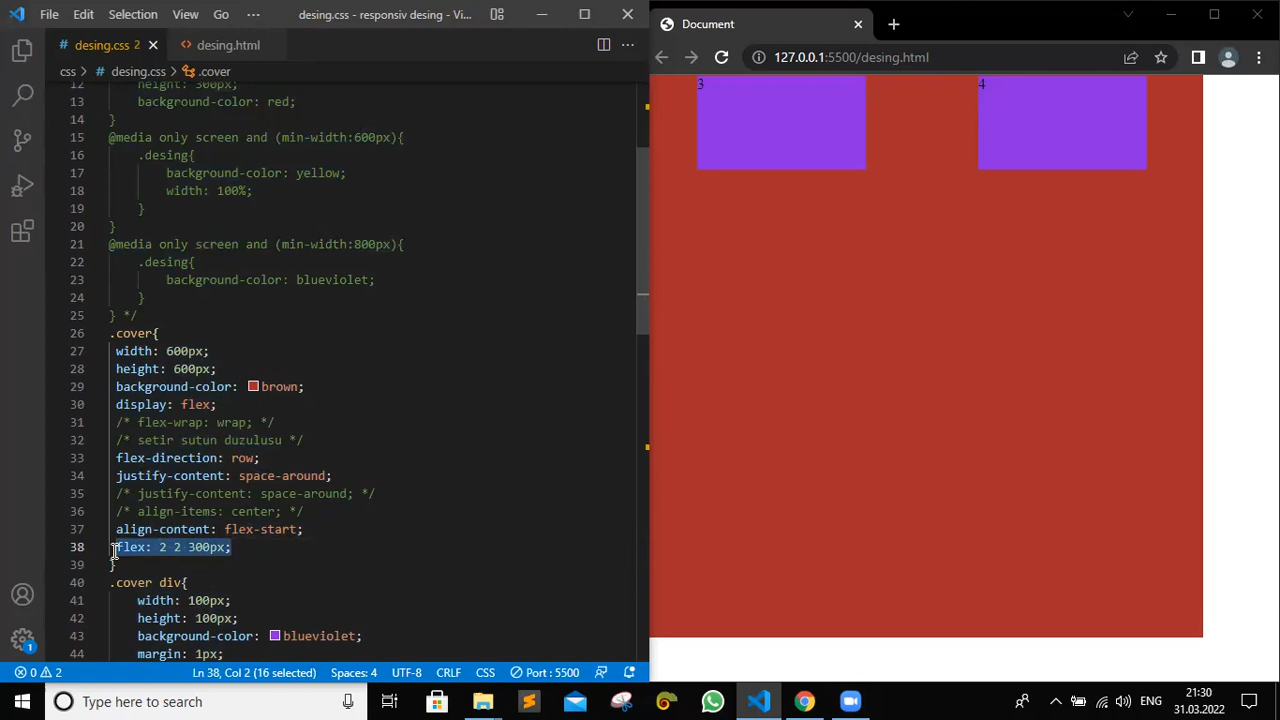 File Edit Selection View Go ··· desing.css - responsiv desing - Vi...
# desing.css 2 <> desing.html
css > # desing.css > .cover
12 height: 300px;
13 background-color: red;
14 }
15 @media only screen and (min-width:600px){
16 .desing{
17 background-color: yellow;
18 width: 100%;
19 }
20 }
21 @media only screen and (min-width:800px){
22 .desing{
23 background-color: blueviolet;
24 }
25 } */
26 .cover{
27 width: 600px;
28 height: 600px;
29 background-color: brown;
30 display: flex;
31 /* flex-wrap: wrap; */
32 /* setir sutun duzulusu */
33 flex-direction: row;
34 justify-content: space-around;
35 /* justify-content: space-around; */
36 /* align-items: center; */
37 align-content: flex-start;
38 flex: 2 2 300px;
39 }
40 .cover div{
41 width: 100px;
42 height: 100px;
43 background-color: blueviolet;
44 margin: 1px;
1
0 2 Ln 38, Col 2 (16 selected) Spaces: 4 UTF-8 CRLF CSS Port : 5500
Document
127.0.0.1:5500/desing.html
3 4
Type here to search
ENG
21:30
31.03.2022